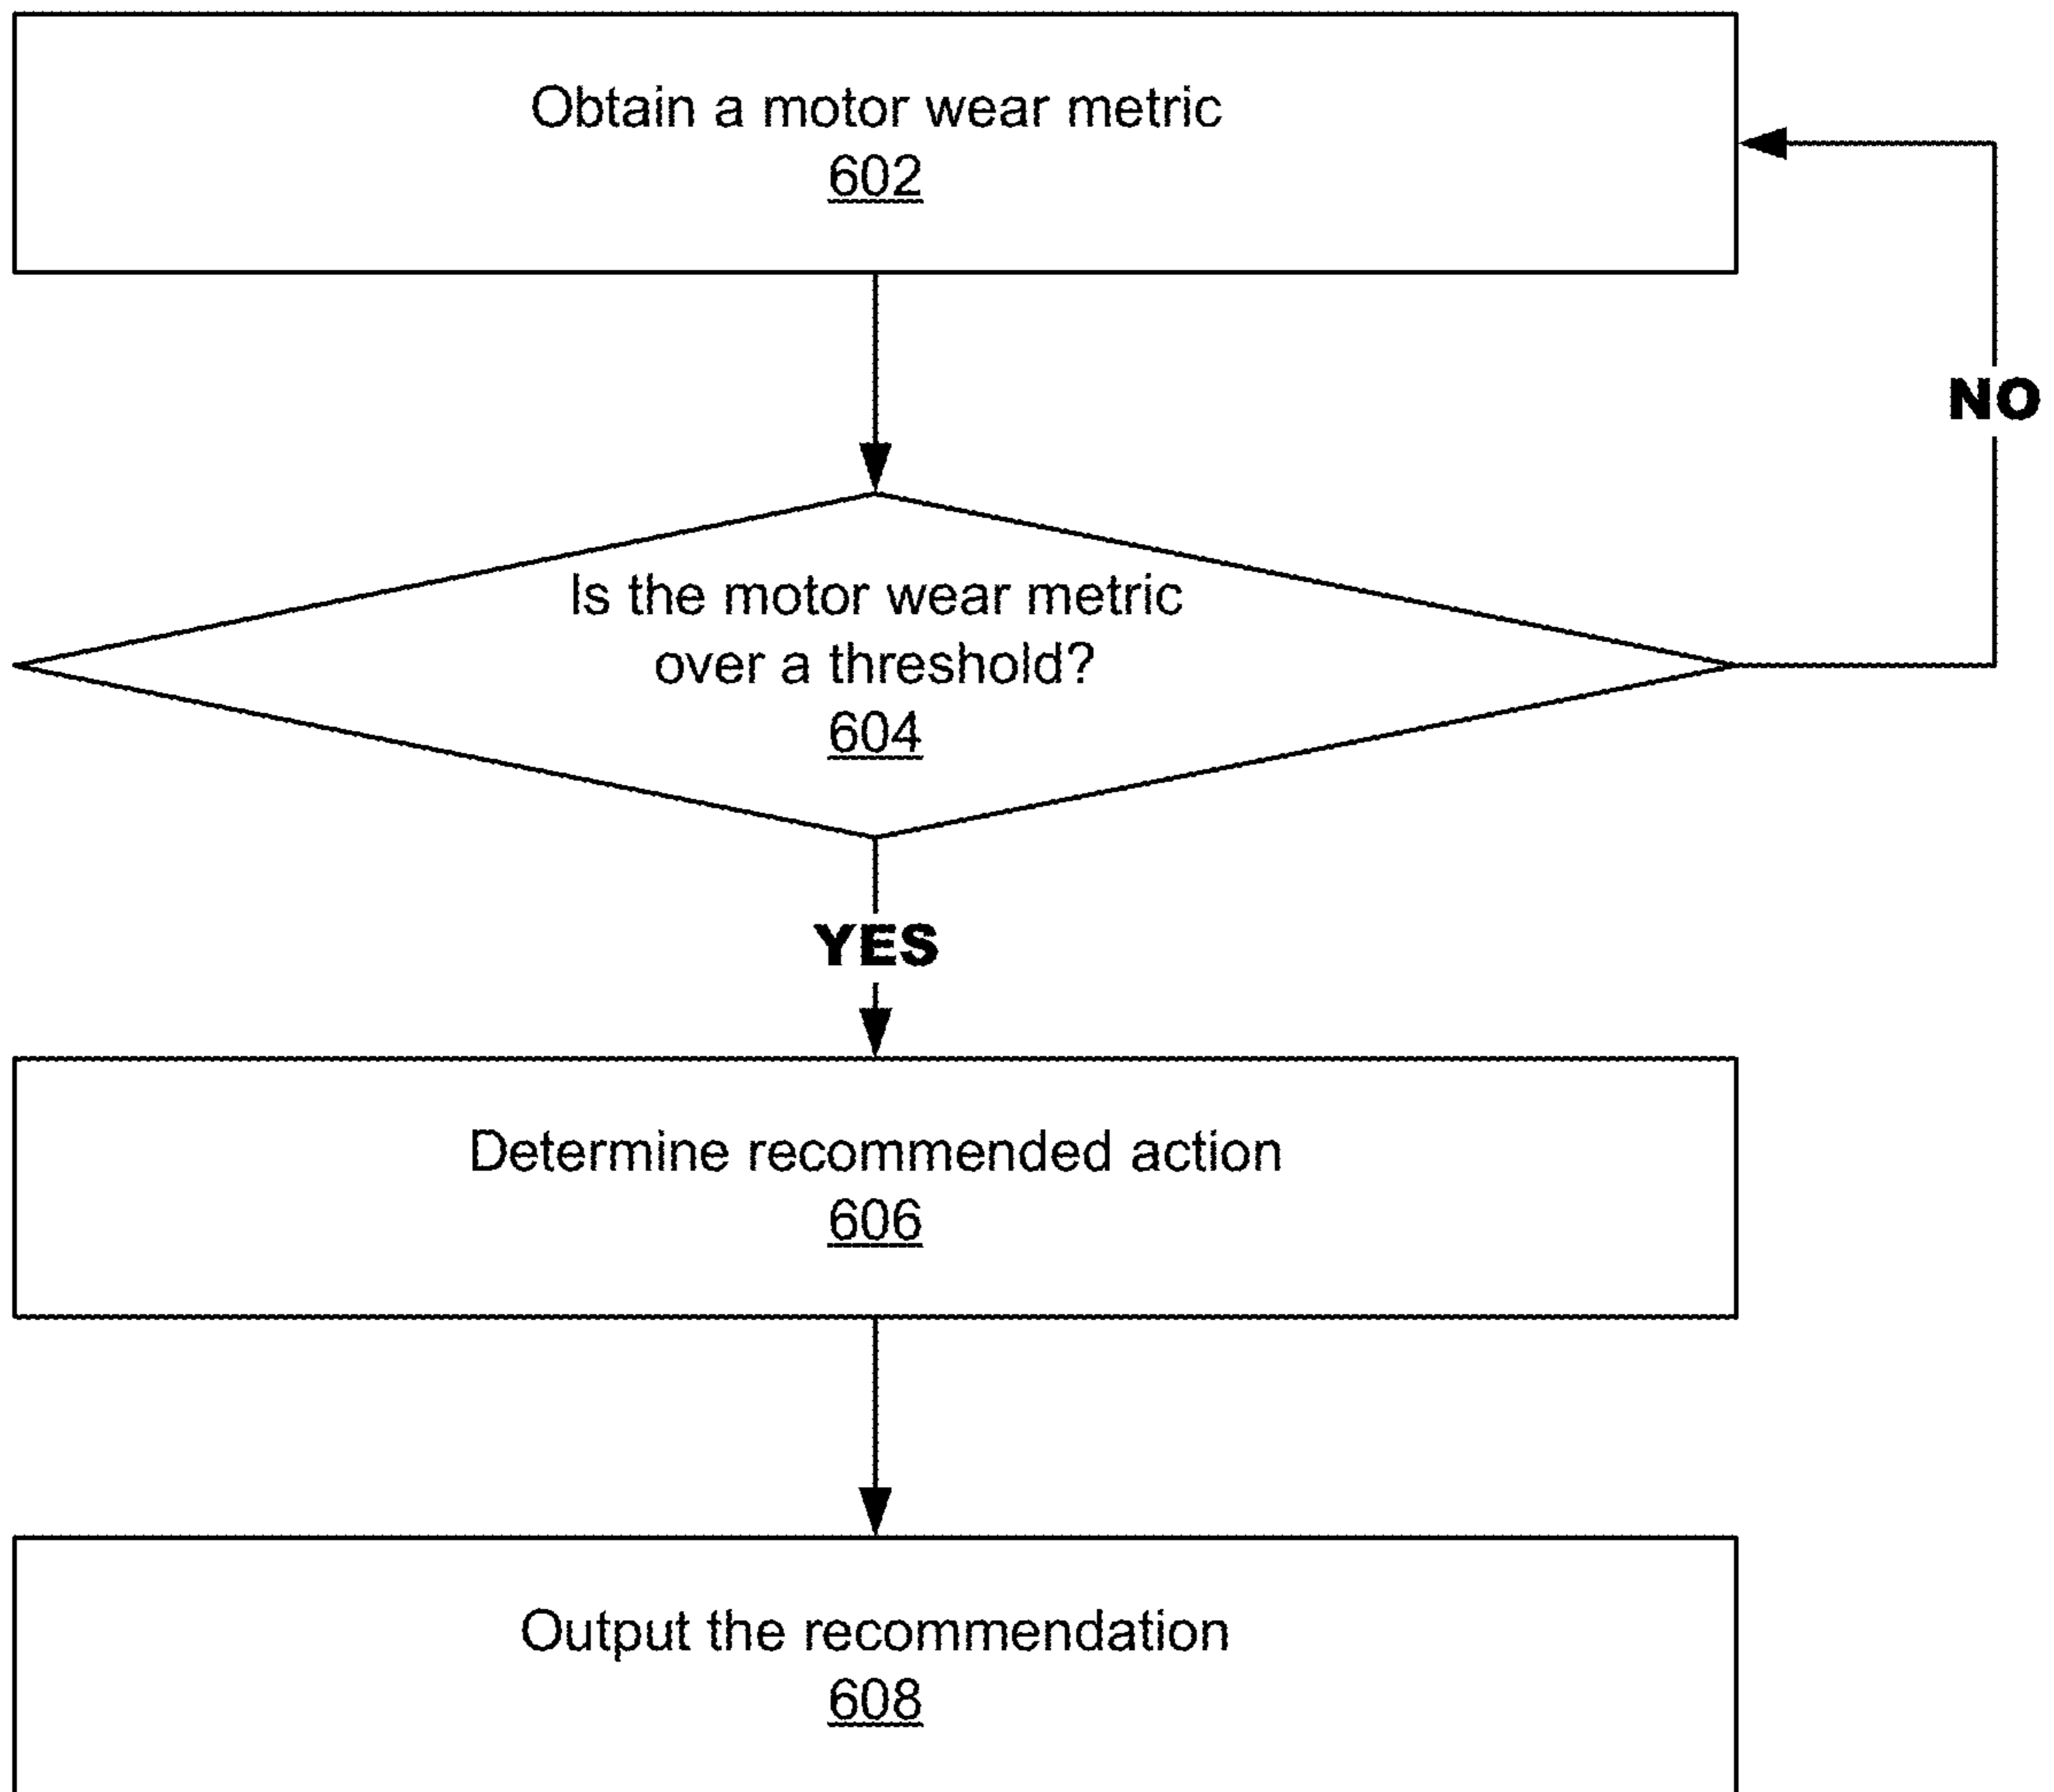 Obtain a motor wear metric
602
NO
Is the motor wear metric
over a threshold?
604
YES
Determine recommended action
606
Output the recommendation
608